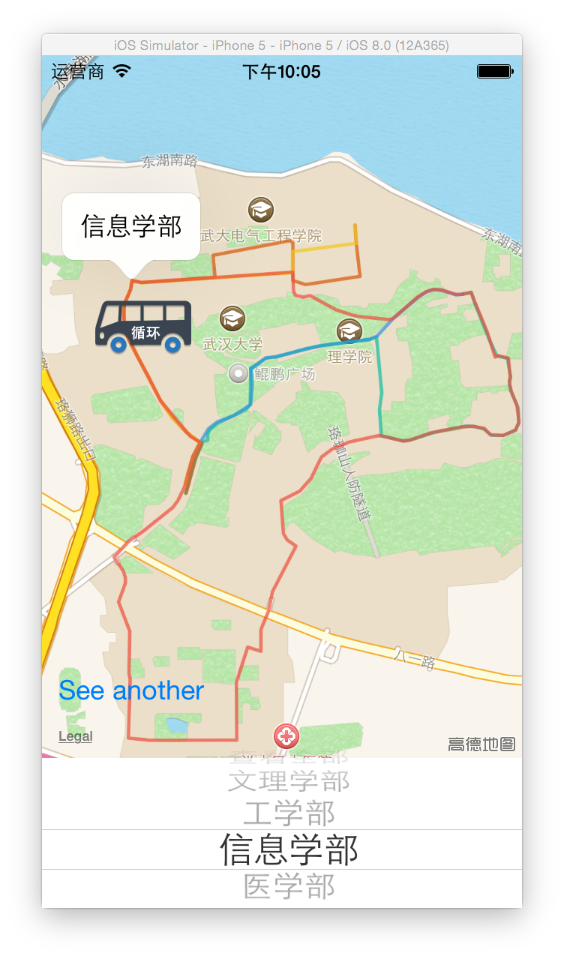 iOS Simulator - iPhone 5 - iPhone 5 / iOS 8.0 (12A365)
运营商 下午10:05
东湖南路
信息学部
武大电气工程学院
东湖南
循环
武汉大学
理学院
鲲鹏广场
珞狮路出口
珞珈山人防隧道
八一路
See another
Legal
高德地图
文理学部
工学部
信息学部
医学部